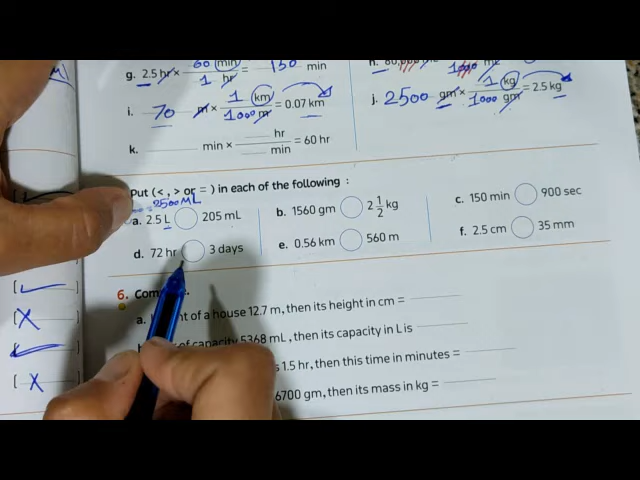 g. 2.5 hr × 60 min / 1 hr = 150 min
h. 80,
i. 70 m × 1 km / 1000 m = 0.07 km
j. 2500 gm × 1 kg / 1000 gm = 2.5 kg
k. min × hr / min = 60 hr
Put (< , > or = ) in each of the following :
2500 mL
a. 2.5 L 205 mL
b. 1560 gm 2 1/2 kg
c. 150 min 900 sec
d. 72 hr 3 days
e. 0.56 km 560 m
f. 2.5 cm 35 mm
6. Com
a. of a house 12.7 m, then its height in cm =
of capacity 5368 mL, then its capacity in L is
1.5 hr, then this time in minutes =
6700 gm, then its mass in kg =